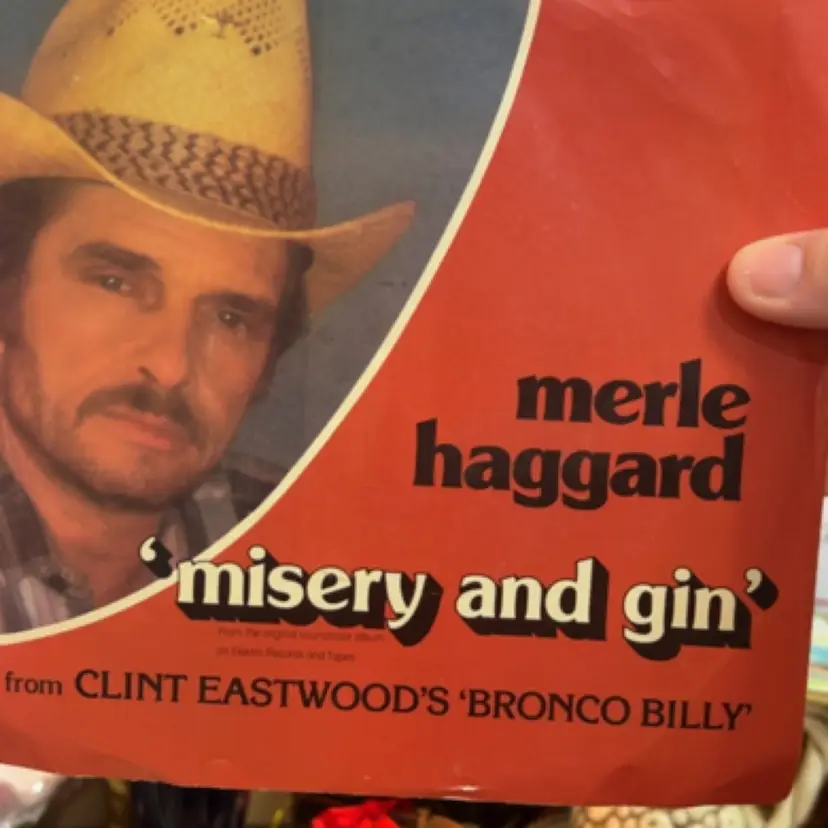 merle
haggard
‘misery and gin’
From the original soundtrack album
on Elektra Records and Tapes
from CLINT EASTWOOD'S ‘BRONCO BILLY’